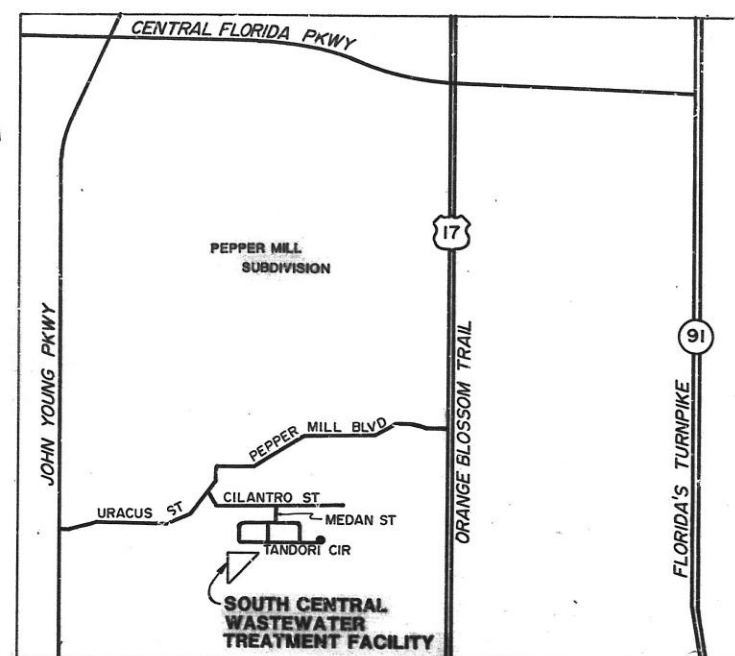 CENTRAL FLORIDA PKWY
17
PEPPER MILL
SUBDIVISION
JOHN YOUNG PKWY
ORANGE BLOSSOM TRAIL
91
FLORIDA'S TURNPIKE
PEPPER MILL BLVD
URACUS ST
CILANTRO ST
MEDAN ST
TANDORI CIR
SOUTH CENTRAL
WASTEWATER
TREATMENT FACILITY